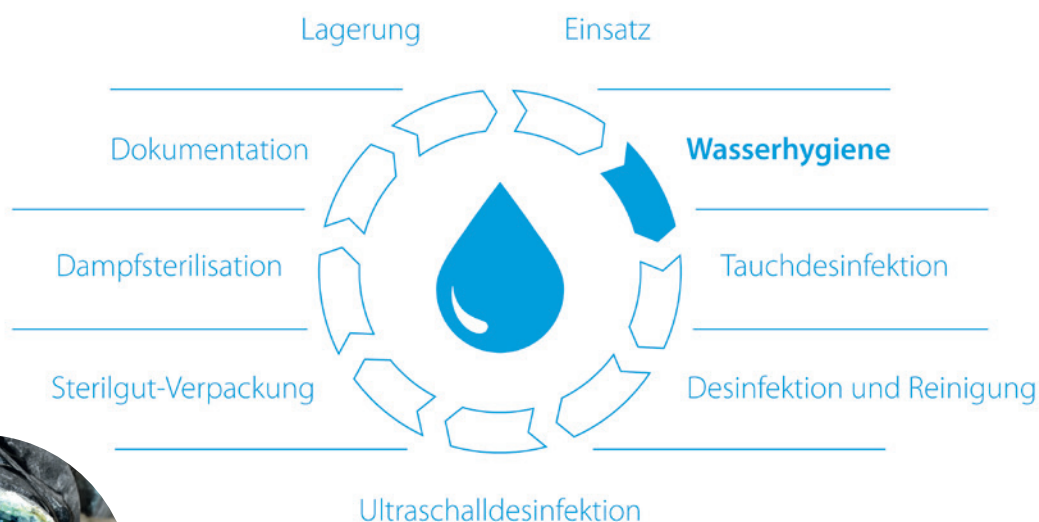 Lagerung
Einsatz
Dokumentation
Wasserhygiene
Dampfsterilisation
Tauchdesinfektion
Sterilgut-Verpackung
Desinfektion und Reinigung
Ultraschalldesinfektion